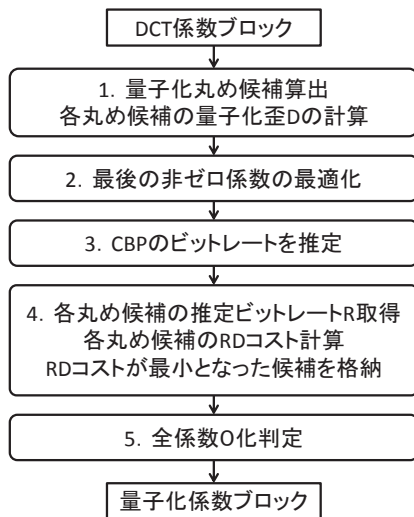 DCT係数ブロック
1. 量子化丸め候補算出
各丸め候補の量子化歪Dの計算
2. 最後の非ゼロ係数の最適化
3. CBPのビットレートを推定
4. 各丸め候補の推定ビットレートR取得
各丸め候補のRDコスト計算
RDコストが最小となった候補を格納
5. 全係数0化判定
量子化係数ブロック